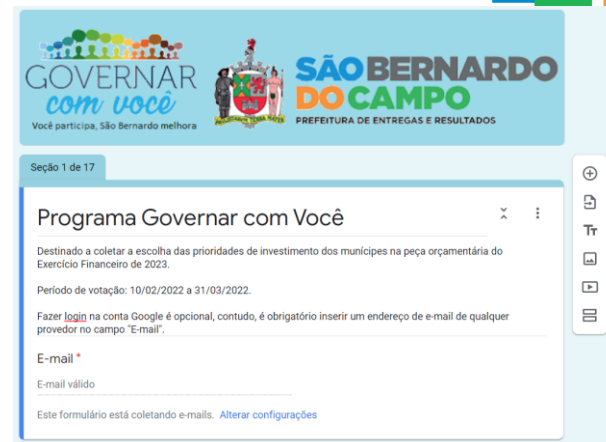 GOVERNAR
com você
Você participa, São Bernardo melhora
SÃO BERNARDO
DO CAMPO
PREFEITURA DE ENTREGAS E RESULTADOS
Seção 1 de 17
Programa Governar com Você
Destinado a coletar a escolha das prioridades de investimento dos munícipes na peça orçamentária do
Exercício Financeiro de 2023.
Período de votação: 10/02/2022 a 31/03/2022.
Fazer login na conta Google é opcional, contudo, é obrigatório inserir um endereço de e-mail de qualquer
provedor no campo "E-mail".
E-mail *
E-mail válido
Este formulário está coletando e-mails. Alterar configurações
Tт